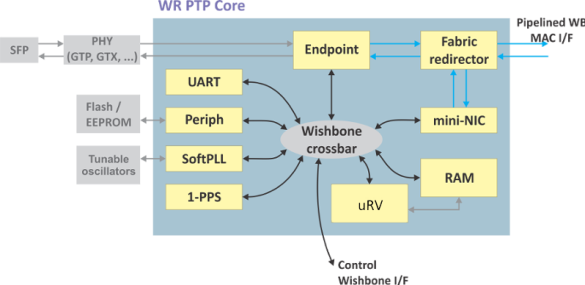 WR PTP Core
Pipelined WB
MAC I/F
SFP
PHY
(GTP, GTX, ...)
Endpoint
Fabric
redirector
UART
Flash /
EEPROM
Periph
Wishbone
crossbar
mini-NIC
Tunable
oscillators
SoftPLL
RAM
1-PPS
uRV
Control
Wishbone I/F